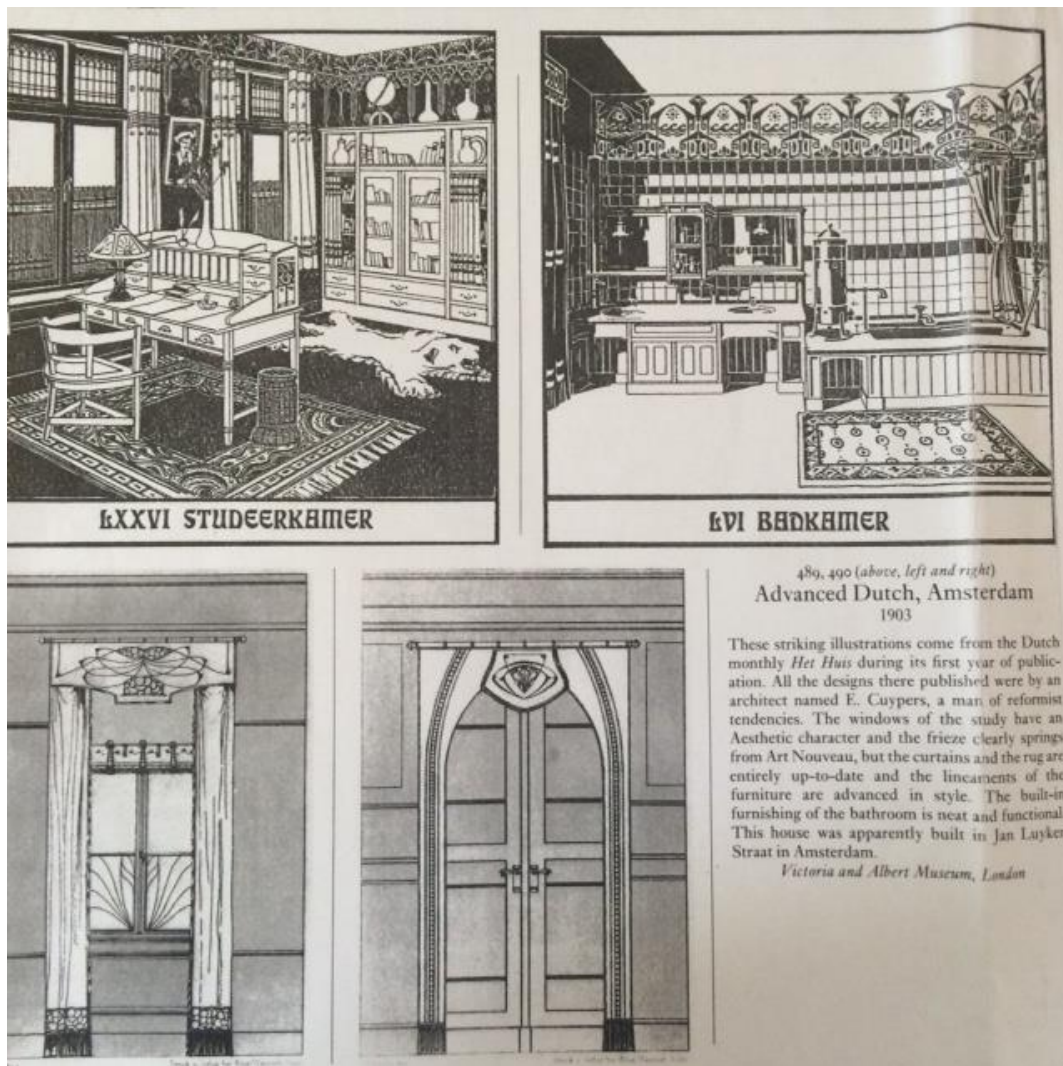 LXXVI STUDEERKAMER
LVI BADKAMER
489, 490 (above, left and right)
Advanced Dutch, Amsterdam
1903
These striking illustrations come from the Dutch
monthly Het Huis during its first year of public-
ation. All the designs there published were by an
architect named E. Cuypers, a man of reformist
tendencies. The windows of the study have an
Aesthetic character and the frieze clearly springs
from Art Nouveau, but the curtains and the rug are
entirely up-to-date and the lineaments of the
furniture are advanced in style. The built-in
furnishing of the bathroom is neat and functional
This house was apparently built in Jan Luyken
Straat in Amsterdam.
Victoria and Albert Museum, London